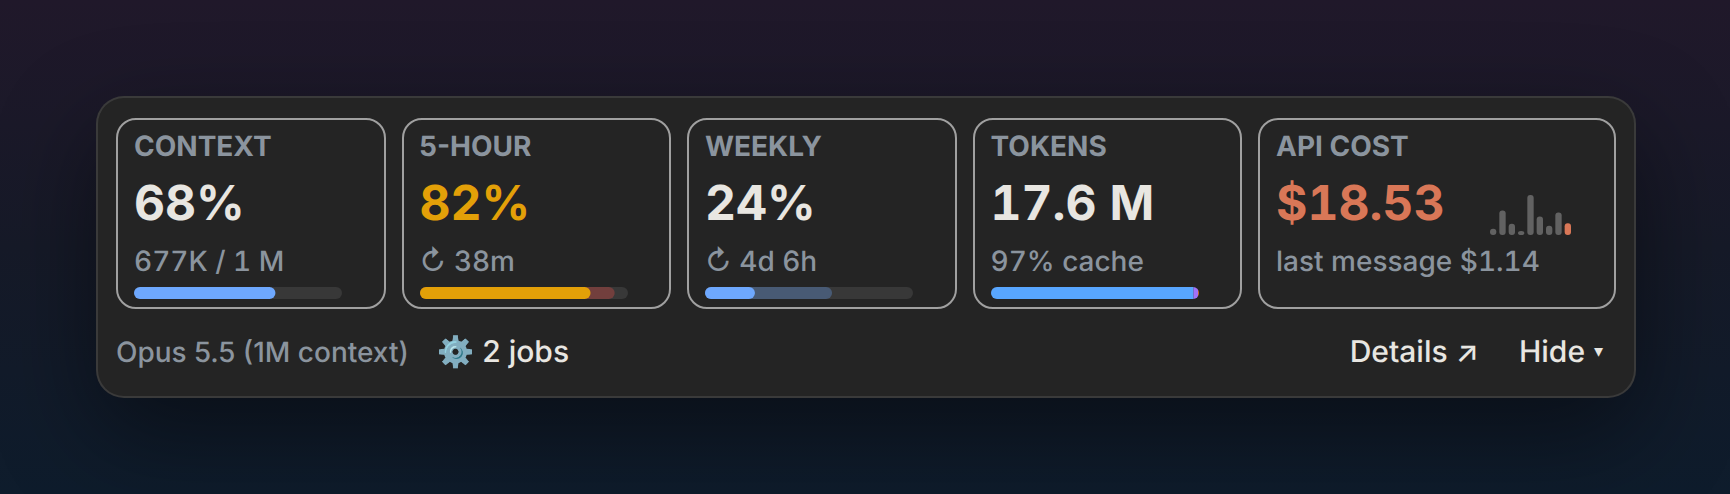 CONTEXT
68%
677K / 1 M
5-HOUR
82%
↻ 38m
WEEKLY
24%
↻ 4d 6h
TOKENS
17.6 M
97% cache
API COST
$18.53
last message $1.14
Opus 5.5 (1M context)
⚙️ 2 jobs
Details ↗
Hide ▾